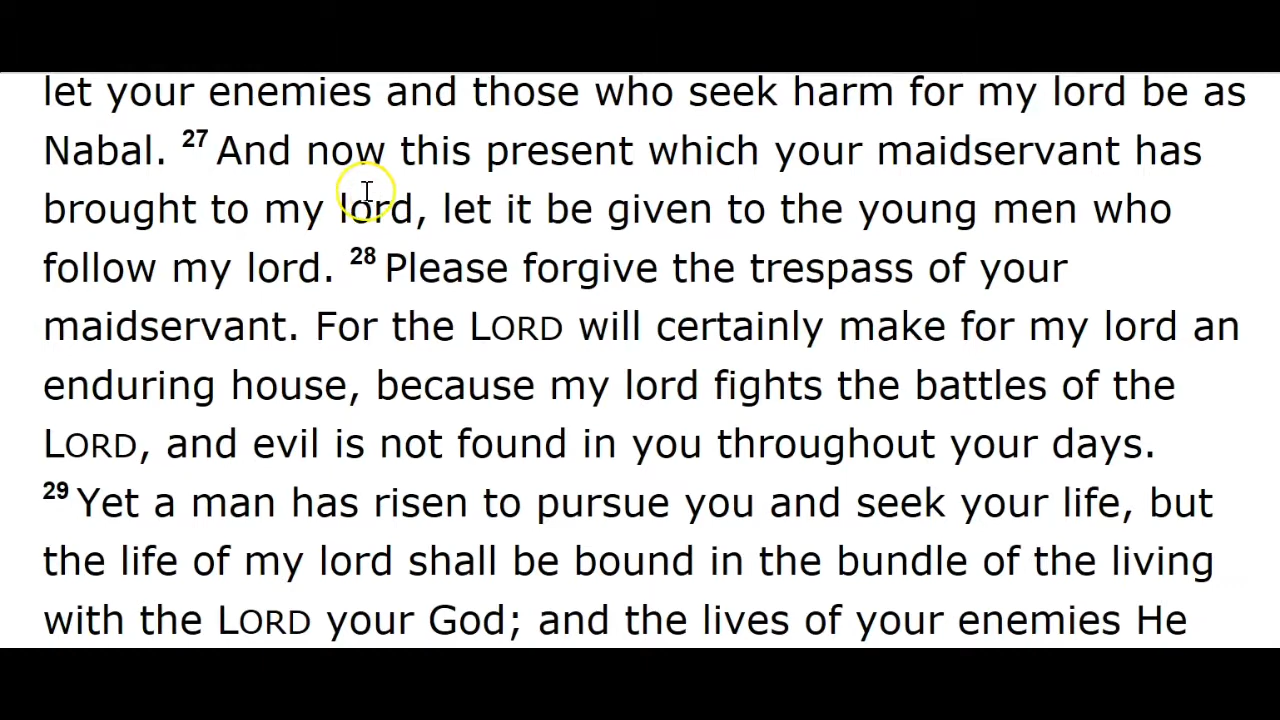 let your enemies and those who seek harm for my lord be as
Nabal. 27 And now this present which your maidservant has
brought to my lord, let it be given to the young men who
follow my lord. 28 Please forgive the trespass of your
maidservant. For the LORD will certainly make for my lord an
enduring house, because my lord fights the battles of the
LORD, and evil is not found in you throughout your days.
29 Yet a man has risen to pursue you and seek your life, but
the life of my lord shall be bound in the bundle of the living
with the LORD your God; and the lives of your enemies He